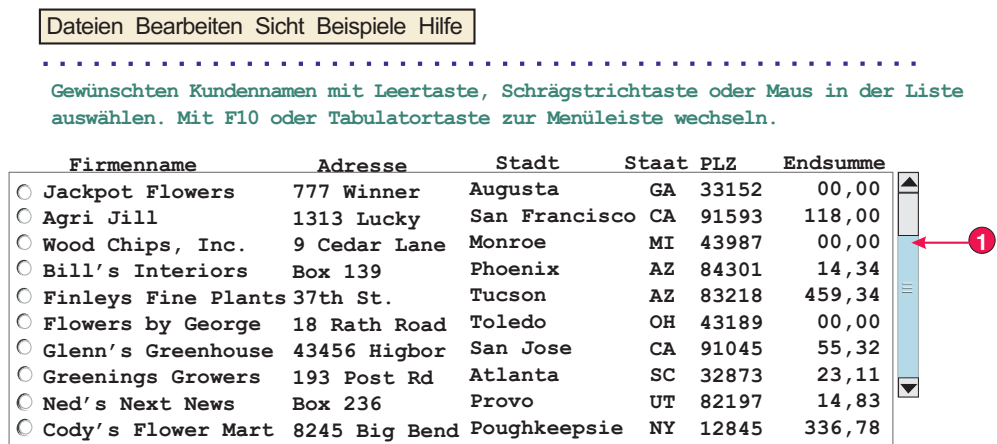 Dateien Bearbeiten Sicht Beispiele Hilfe
Gewünschten Kundennamen mit Leertaste, Schrägstrichtaste oder Maus in der Liste
auswählen. Mit F10 oder Tabulatortaste zur Menüleiste wechseln.
Firmenname Adresse Stadt Staat PLZ Endsumme
Jackpot Flowers 777 Winner Augusta GA 33152 00,00
Agri Jill 1313 Lucky San Francisco CA 91593 118,00
Wood Chips, Inc. 9 Cedar Lane Monroe MI 43987 00,00
1
Bill's Interiors Box 139 Phoenix AZ 84301 14,34
Finleys Fine Plants 37th St. Tucson AZ 83218 459,34
Flowers by George 18 Rath Road Toledo OH 43189 00,00
Glenn's Greenhouse 43456 Higbor San Jose CA 91045 55,32
Greenings Growers 193 Post Rd Atlanta SC 32873 23,11
Ned's Next News Box 236 Provo UT 82197 14,83
Cody's Flower Mart 8245 Big Bend Poughkeepsie NY 12845 336,78